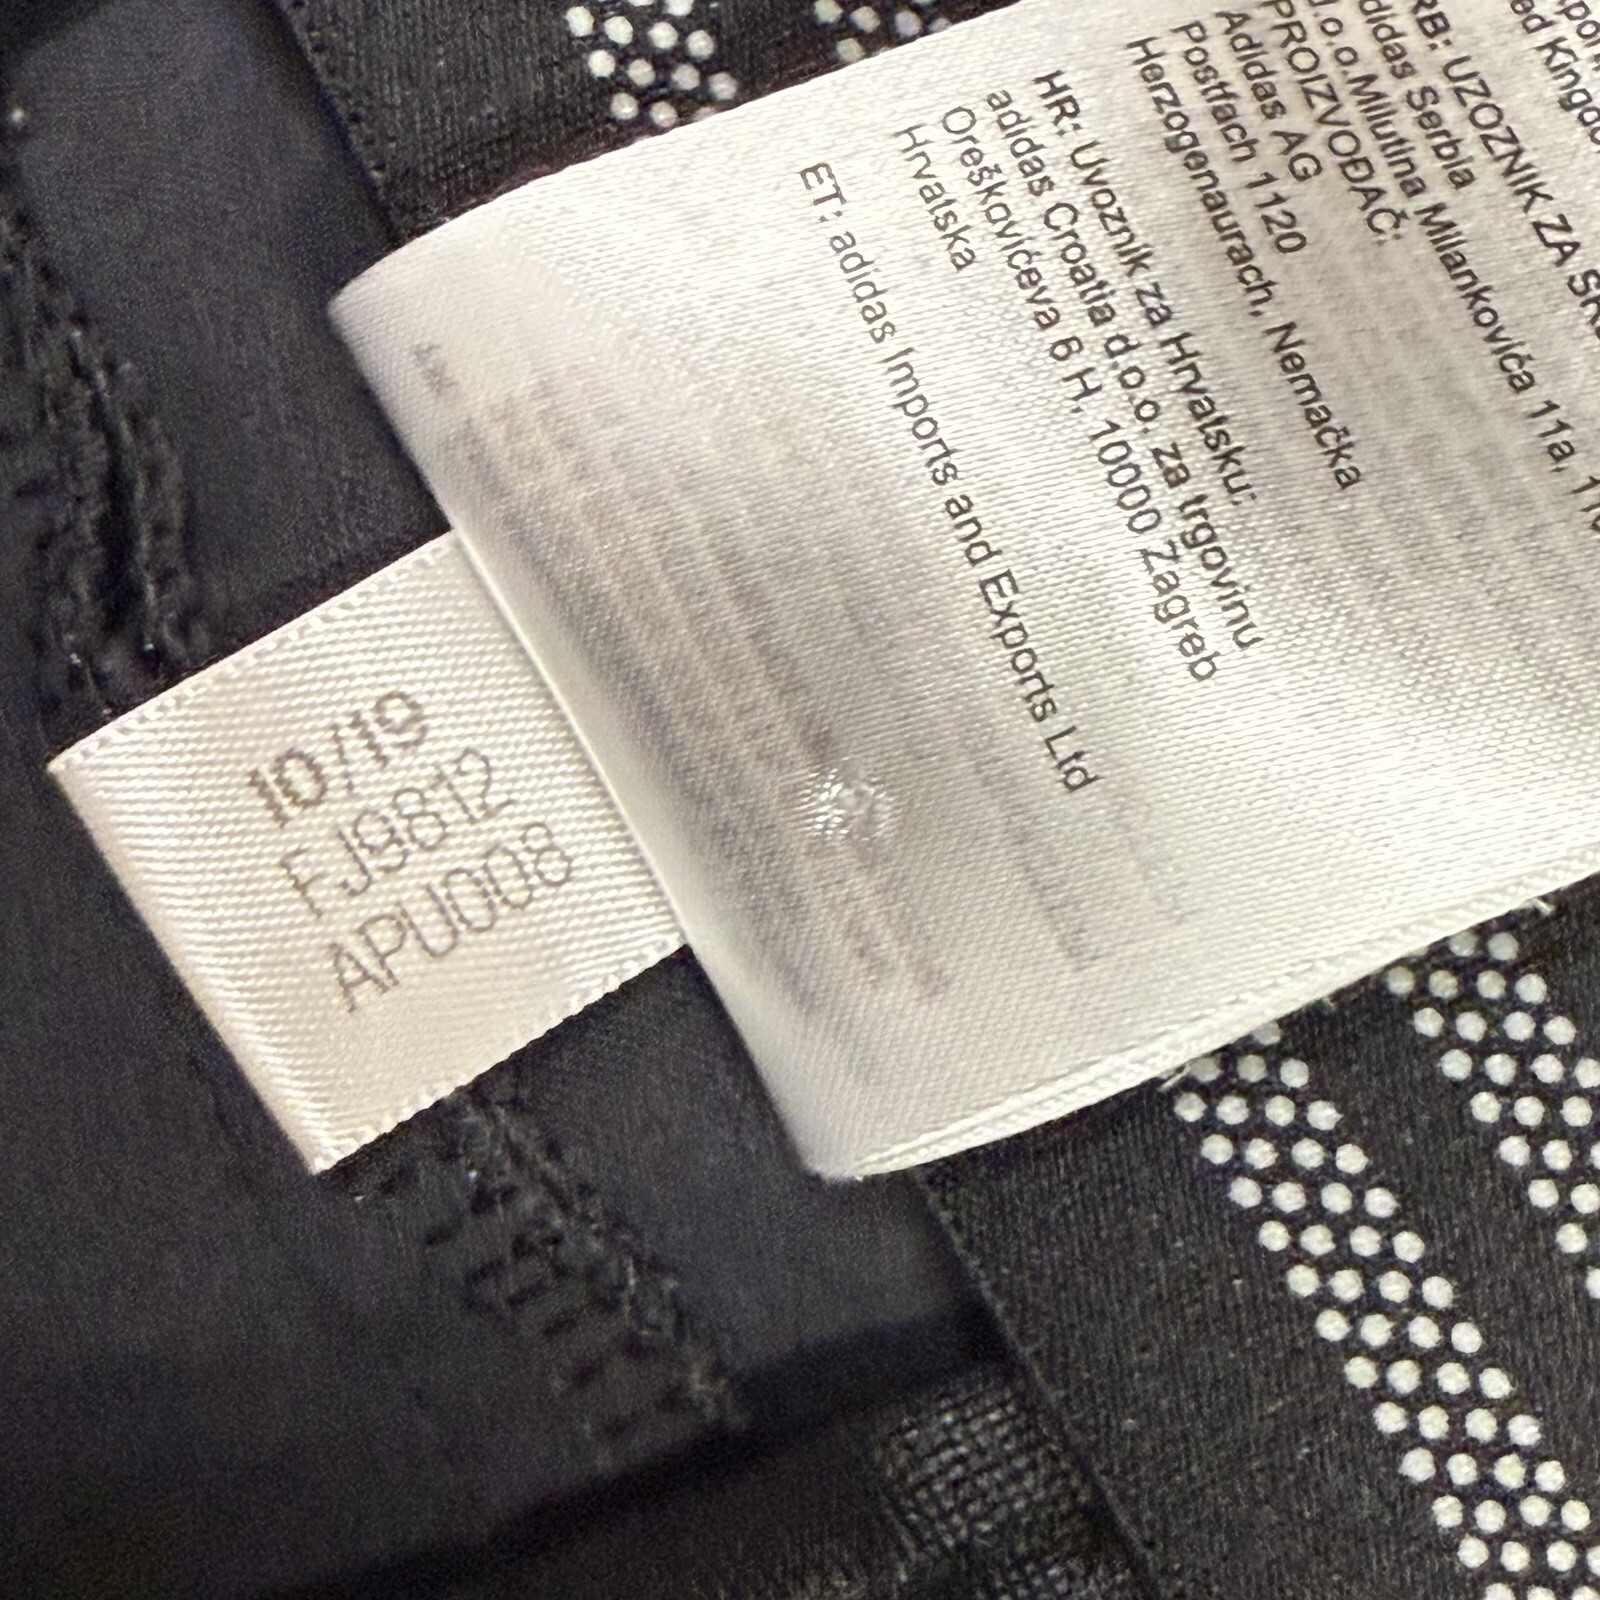 RB: UZOZNIK ZA
adidas Serbia
d.o.o. Milutina Milankovića 11a,
PROIZVOĐAČ:
Adidas AG
Postfach 1120
Herzogenaurach, Nemačka
HR: Uvoznik za Hrvatsku:
adidas Croatia d.o.o. za trgovinu
Oreškovićeva 6 H, 10000 Zagreb
Hrvatska
ET: adidas Imports and Exports Ltd
10/19
FJ9812
APU008